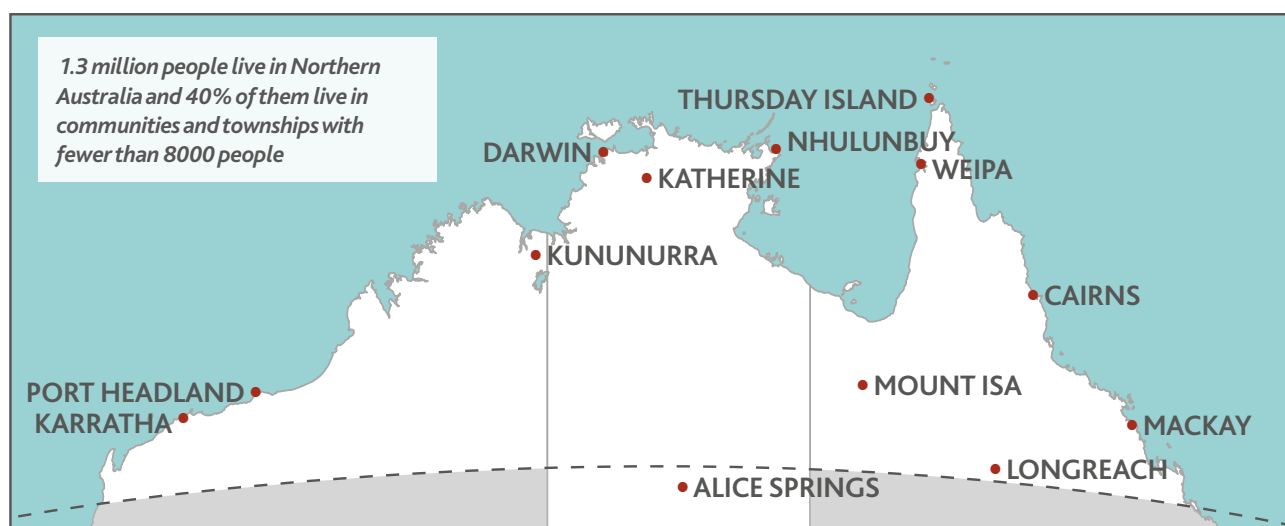 1.3 million people live in Northern
Australia and 40% of them live in
communities and townships with
fewer than 8000 people
THURSDAY ISLAND
NHULUNBUY
DARWIN
WEIPA
KATHERINE
KUNUNURRA
CAIRNS
MOUNT ISA
PORT HEADLAND
KARRATHA
MACKAY
LONGREACH
ALICE SPRINGS